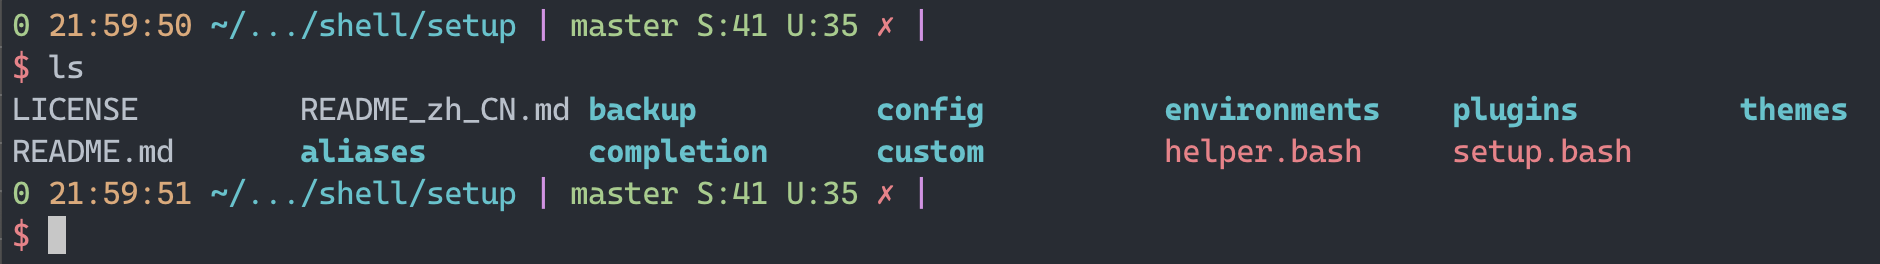 0 21:59:50 ~/.../shell/setup | master S:41 U:35 ✗ |
$ ls
LICENSE README_zh_CN.md backup config environments plugins themes
README.md aliases completion custom helper.bash setup.bash
0 21:59:51 ~/.../shell/setup | master S:41 U:35 ✗ |
$